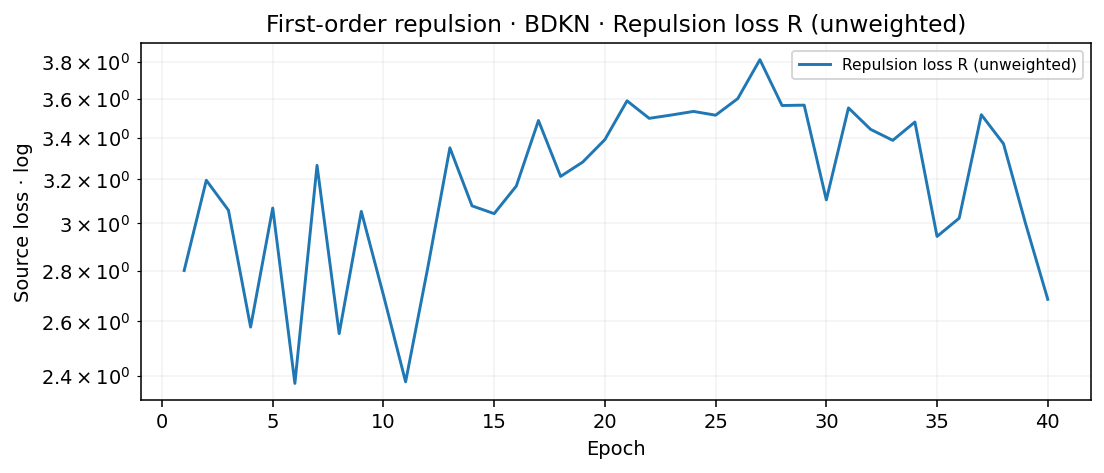 First-order repulsion · BDKN · Repulsion loss R (unweighted)
Repulsion loss R (unweighted)
Source loss · log
3.8 × 10⁰
3.6 × 10⁰
3.4 × 10⁰
3.2 × 10⁰
3 × 10⁰
2.8 × 10⁰
2.6 × 10⁰
2.4 × 10⁰
0 5 10 15 20 25 30 35 40
Epoch